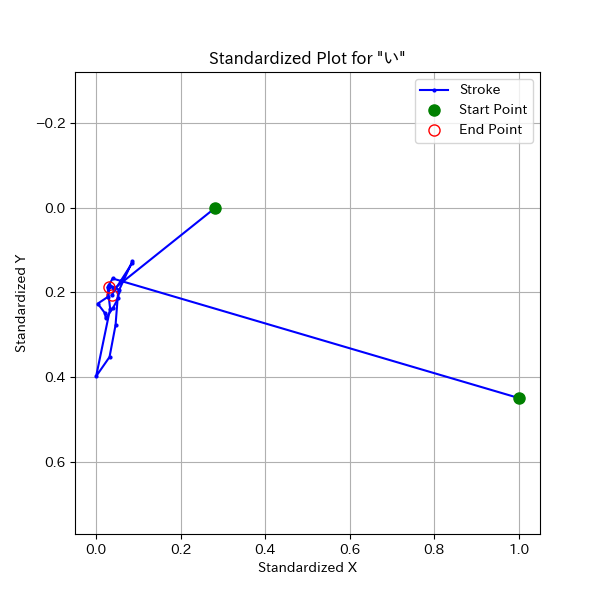 Standardized Plot for "い"
Stroke
Start Point
End Point
−0.2
0.0
0.2
0.4
0.6
Standardized Y
0.0 0.2 0.4 0.6 0.8 1.0
Standardized X